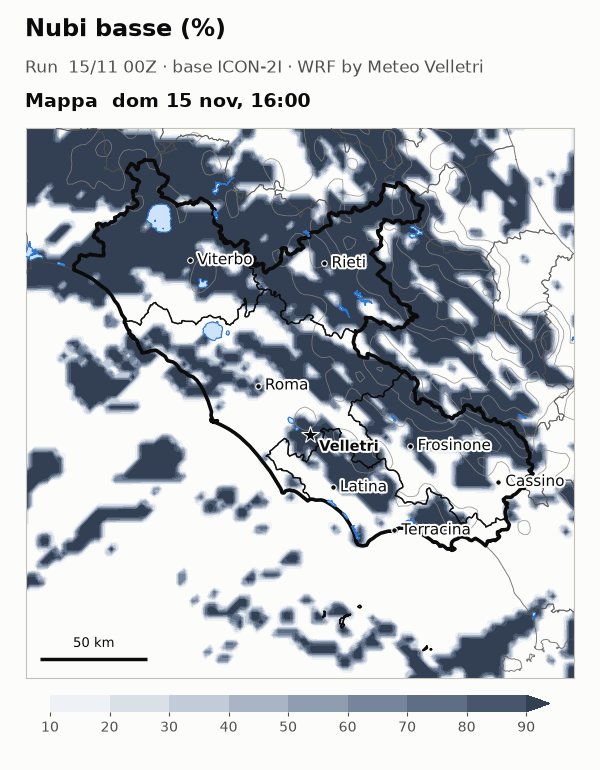 Nubi basse (%)
Run 15/11 00Z · base ICON-2I · WRF by Meteo Velletri
Mappa dom 15 nov, 16:00
Viterbo
Rieti
Roma
Velletri
Frosinone
Latina
Cassino
Terracina
50 km
10 20 30 40 50 60 70 80 90